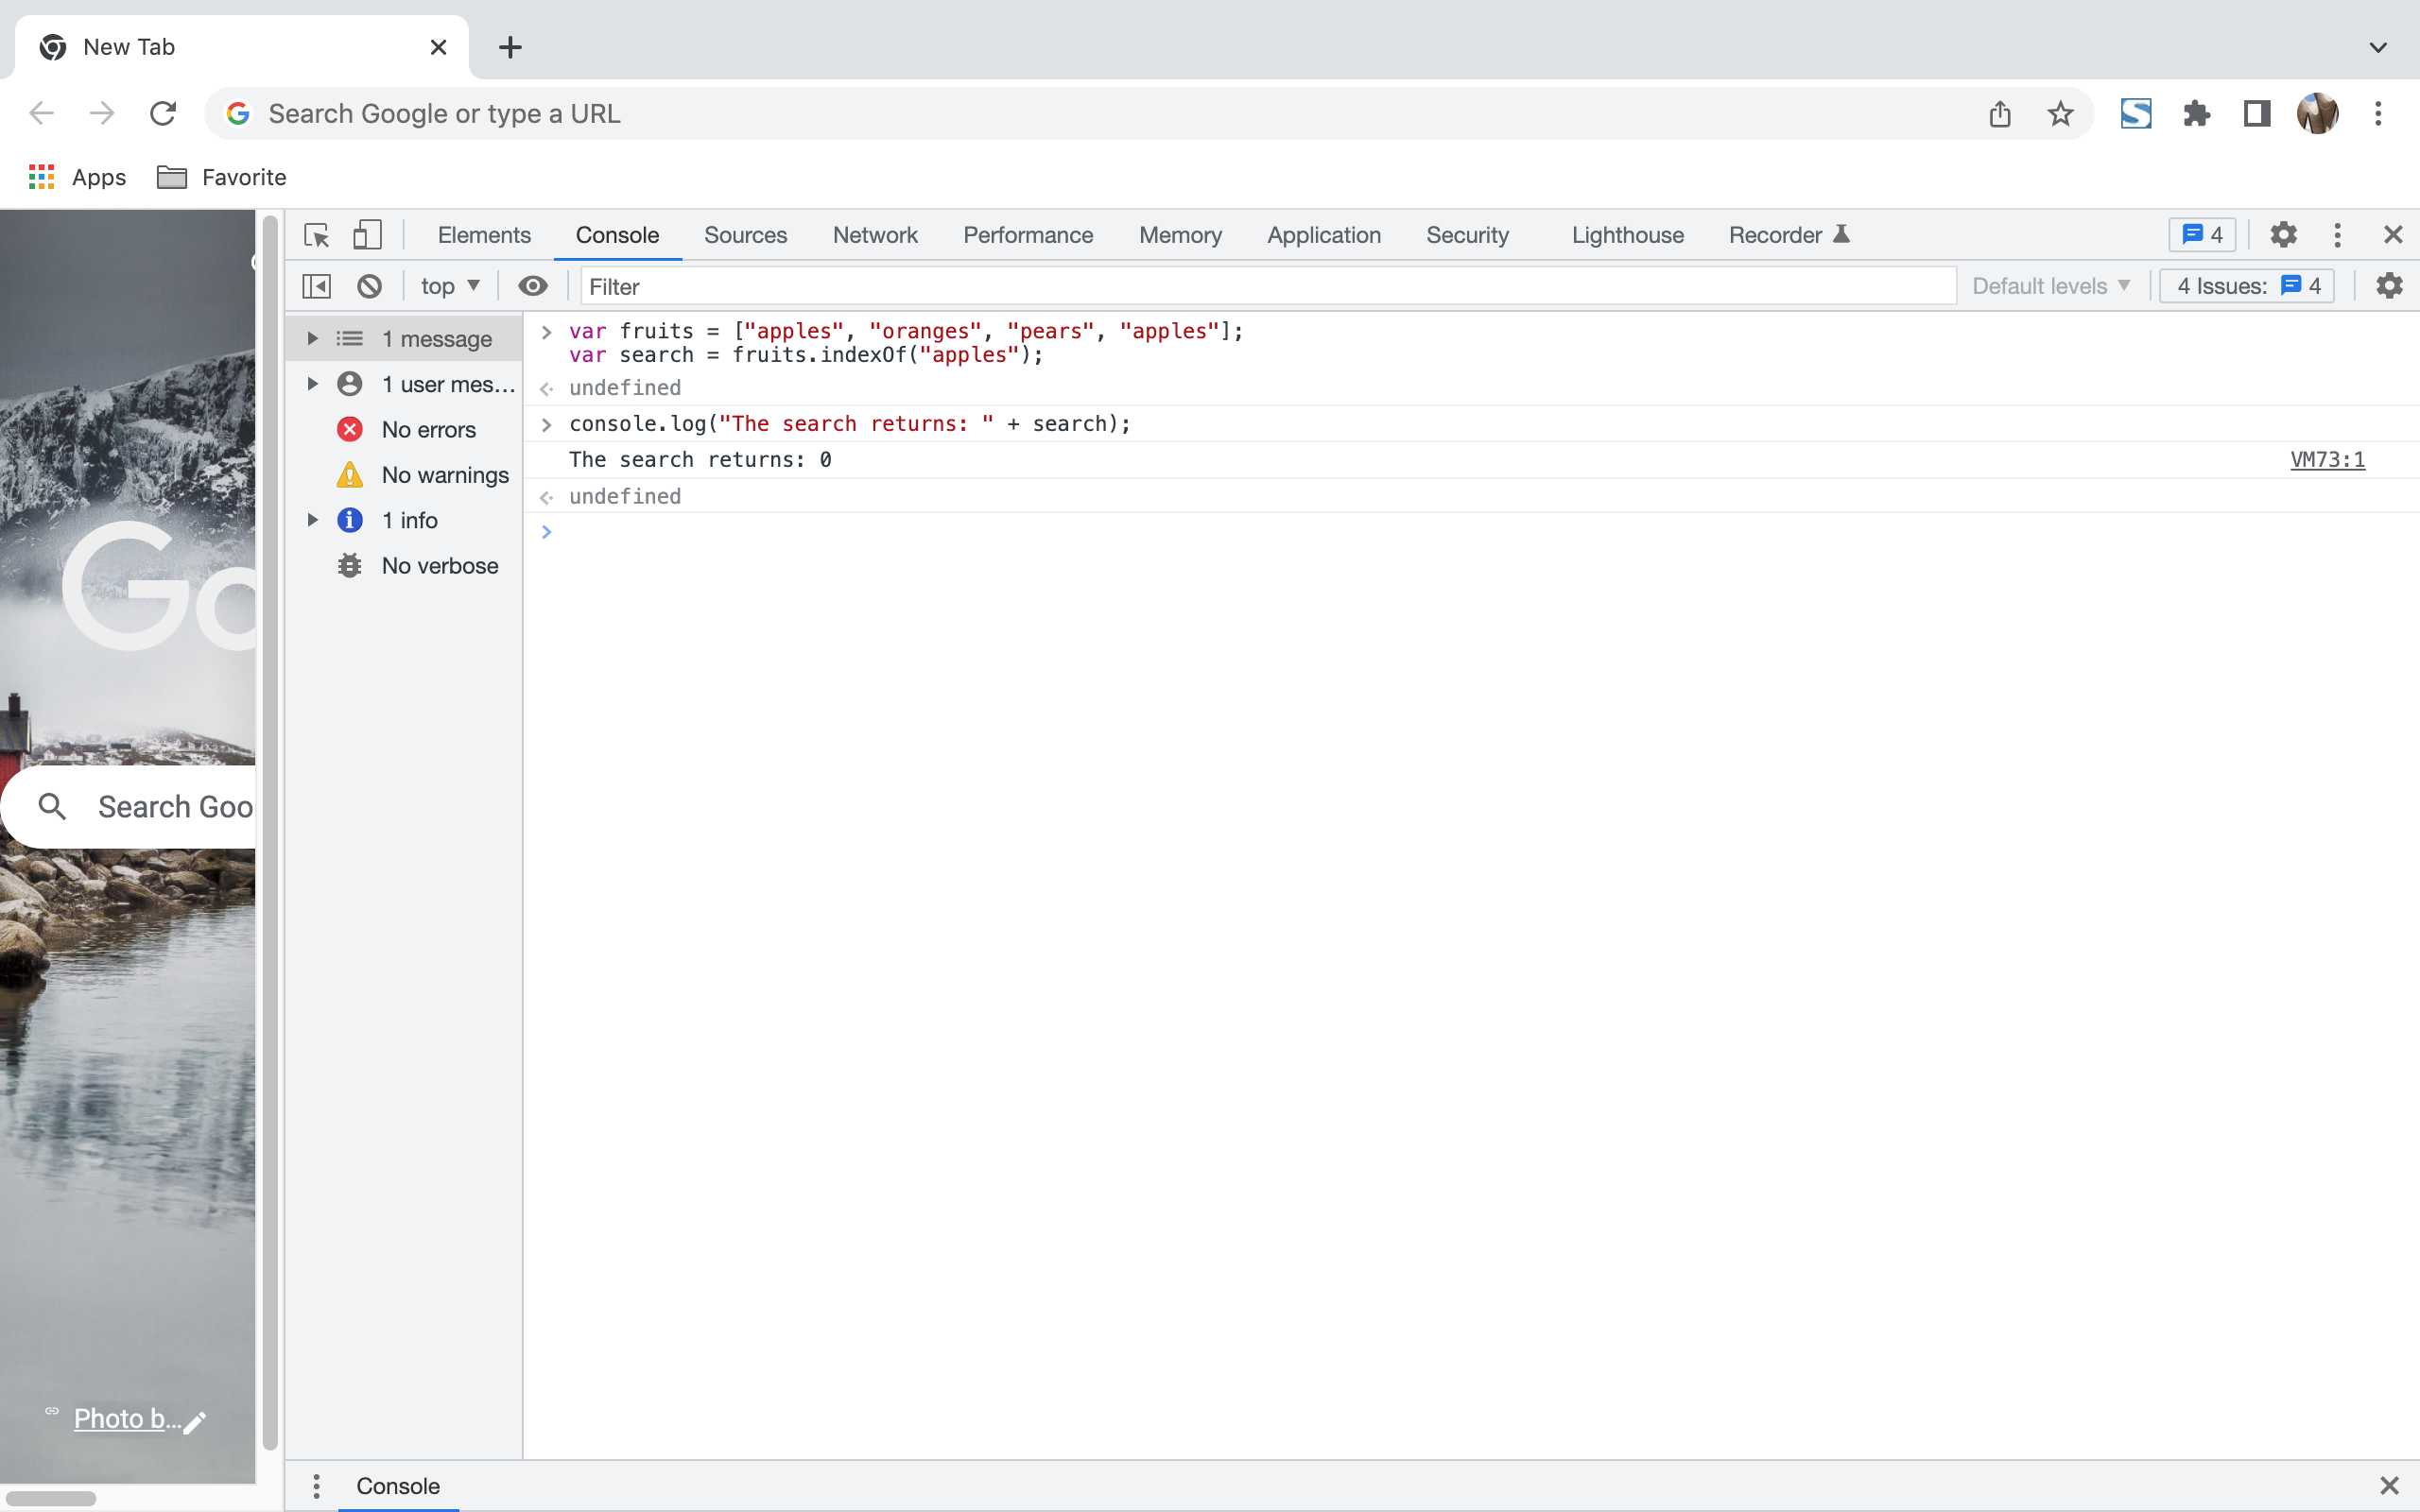 New Tab
Search Google or type a URL
Apps
Favorite
Elements
Console
Sources
Network
Performance
Memory
Application
Security
Lighthouse
Recorder
4
top
Filter
Default levels
4 Issues:
4
1 message
1 user mes…
No errors
No warnings
1 info
No verbose
var fruits = ["apples", "oranges", "pears", "apples"];
var search = fruits.indexOf("apples");
undefined
console.log("The search returns: " + search);
The search returns: 0
VM73:1
undefined
Go
Search Goo
Photo b…
Console